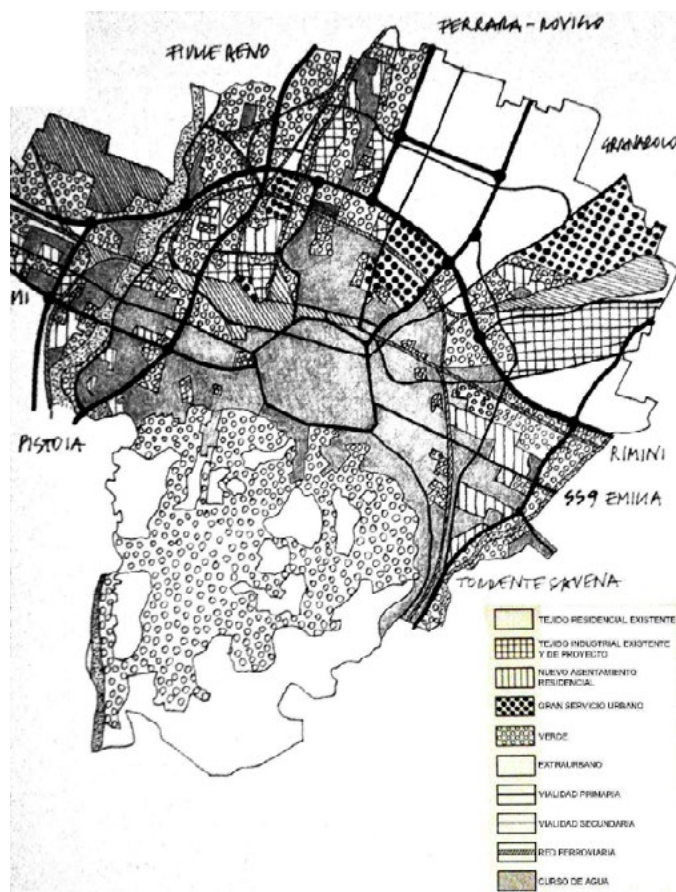 FERRARA - ROVIGO
FIUME RENO
GRANAROLO
MI
PISTOIA
RIMINI
SS9 EMILIA
TORRENTE SAVENA
TEJIDO RESIDENCIAL EXISTENTE
TEJIDO INDUSTRIAL EXISTENTE
Y DE PROYECTO
NUEVO ASENTAMIENTO
RESIDENCIAL
GRAN SERVICIO URBANO
VERDE
EXTRAURBANO
VIALIDAD PRIMARIA
VIALIDAD SECUNDARIA
RED FERROVIARIA
CURSO DE AGUA